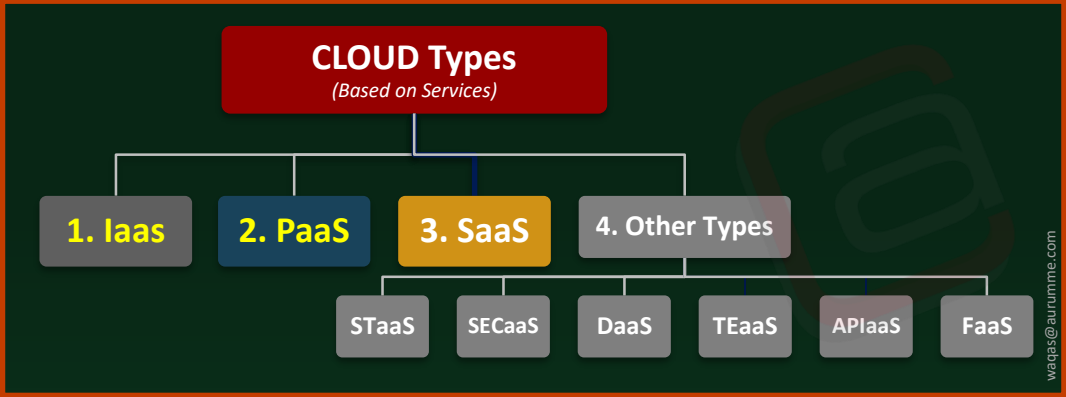 CLOUD Types
(Based on Services)
1. Iaas
2. PaaS
3. SaaS
4. Other Types
STaaS
SECaaS
DaaS
TEaaS
APIaaS
FaaS
waqas@aurumme.com